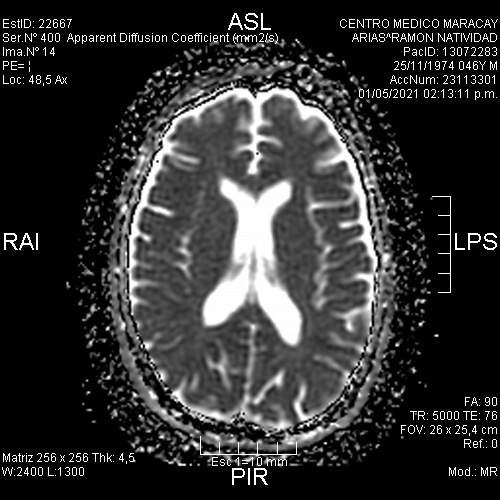 ASL
EstID: 22667
Ser.Nº 400 Apparent Diffusion Coefficient (mm2/s)
Ima.Nº 14
PE= ¦
Loc: 48,5 Ax
CENTRO MEDICO MARACAY
ARIAS^RAMON NATIVIDAD
PacID: 13072283
25/11/1974 046Y M
AccNum: 23113301
01/05/2021 02:13:11 p.m.
RAI
LPS
FA: 90
TR: 5000 TE: 76
FOV: 26 x 25,4 cm
Ref.: 0
Matriz 256 x 256 Thk: 4,5
W:2400 L:1300
Esc 1=10 mm
PIR
Mod.: MR